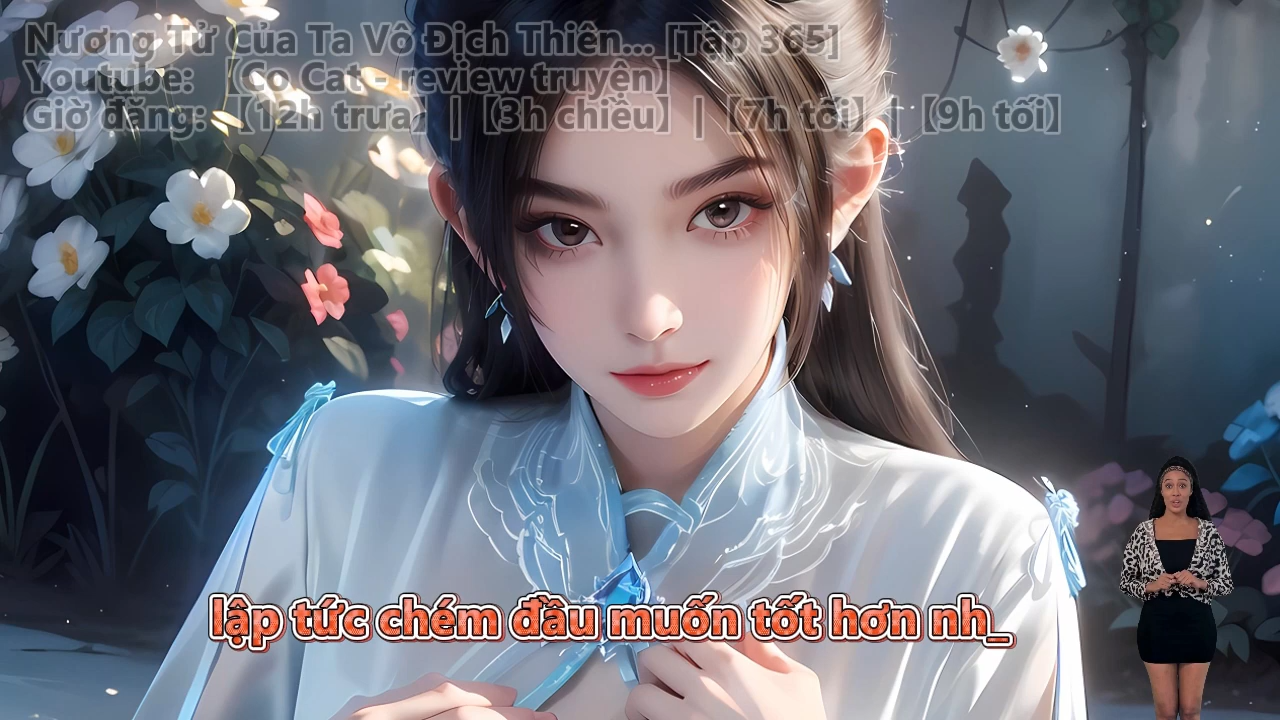 Nương Tử Của Ta Vô Địch Thiên... [Tập 365]
Youtube: (Cọ Cat - review truyện)
Giờ đăng: [12h trưa] | [3h chiều] | [7h tối] | [9h tối]
lập tức chém đầu muốn tốt hơn nh_